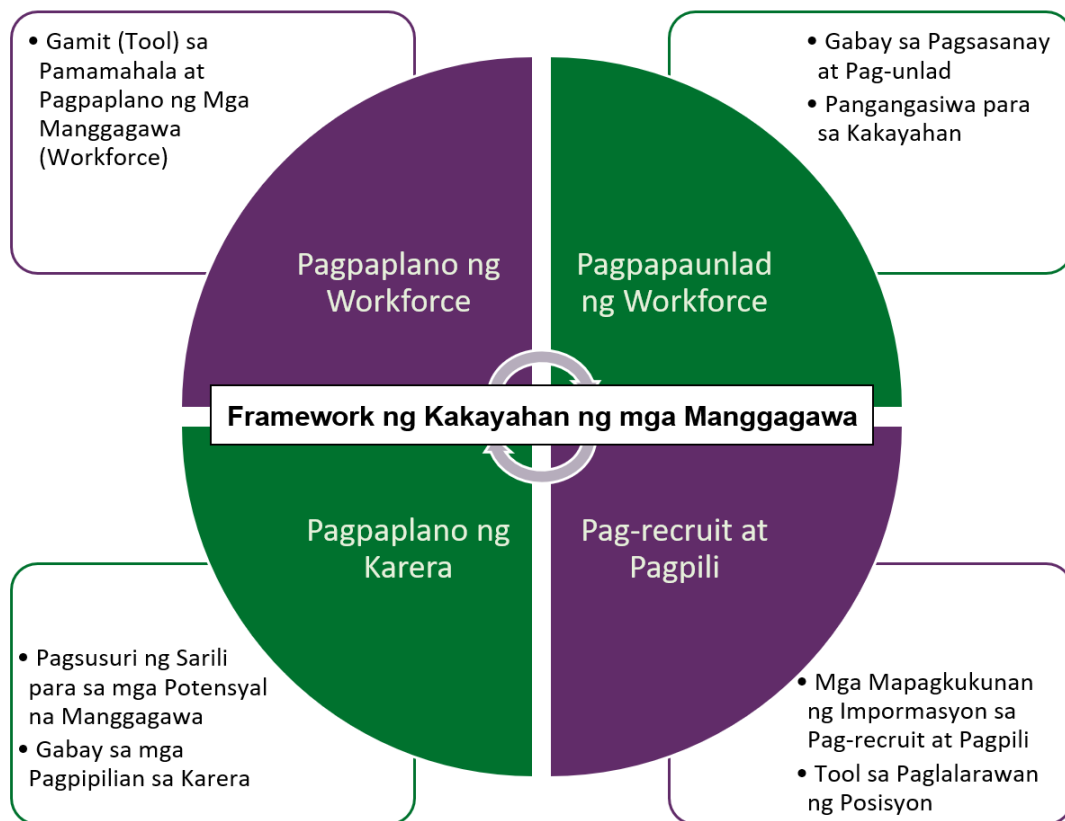 • Gamit (Tool) sa
Pamamahala at
Pagpaplano ng Mga
Manggagawa
(Workforce)
• Gabay sa Pagsasanay
at Pag-unlad
• Pangangasiwa para
sa Kakayahan
Pagpaplano ng
Workforce
Pagpapaunlad
ng Workforce
Framework ng Kakayahan ng mga Manggagawa
Pagpaplano ng
Karera
Pag-recruit at
Pagpili
• Pagsusuri ng Sarili
para sa mga Potensyal
na Manggagawa
• Gabay sa mga
Pagpipilian sa Karera
• Mga Mapagkukunan
ng Impormasyon sa
Pag-recruit at Pagpili
• Tool sa Paglalarawan
ng Posisyon